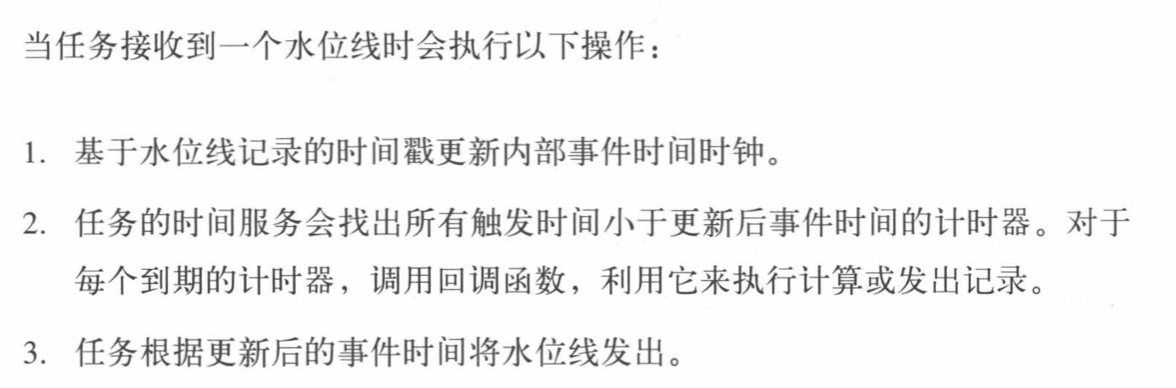 当任务接收到一个水位线时会执行以下操作：
1. 基于水位线记录的时间戳更新内部事件时间时钟。
2. 任务的时间服务会找出所有触发时间小于更新后事件时间的计时器。对于
每个到期的计时器，调用回调函数，利用它来执行计算或发出记录。
3. 任务根据更新后的事件时间将水位线发出。